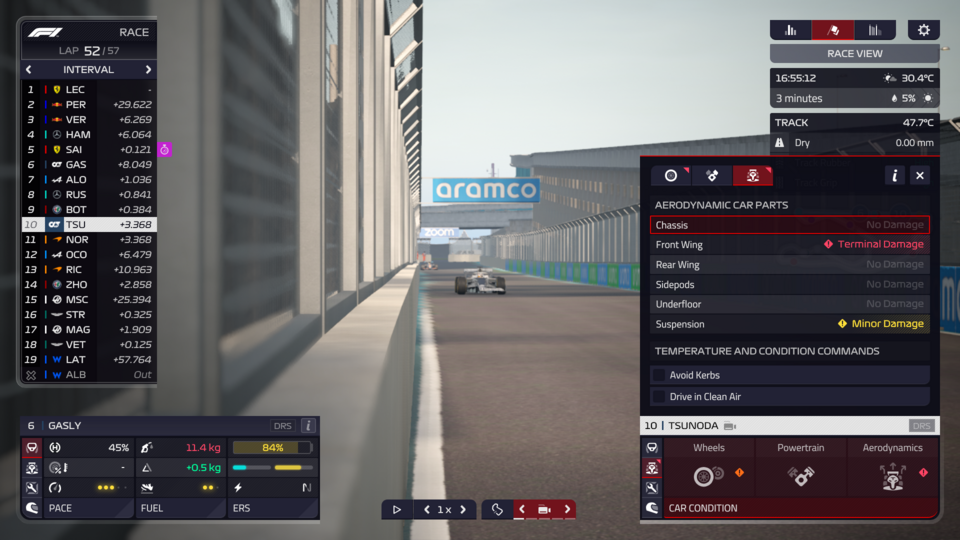 F1 RACE
LAP 52/57
INTERVAL
1 LEC -
2 PER +29.622
3 VER +6.269
4 HAM +6.064
5 SAI +0.121
6 GAS +8.049
7 ALO +1.036
8 RUS +0.841
9 BOT +0.384
10 TSU +3.368
11 NOR +3.368
12 OCO +6.479
13 RIC +10.963
14 ZHO +2.858
15 MSC +25.394
16 STR +0.325
17 MAG +1.909
18 VET +0.125
19 LAT +57.764
ALB Out
aramco
zoom
RACE VIEW
16:55:12 30.4°C
3 minutes 5%
TRACK 47.7°C
Dry 0.00 mm
i
AERODYNAMIC CAR PARTS
Chassis No Damage
Front Wing Terminal Damage
Rear Wing No Damage
Sidepods No Damage
Underfloor No Damage
Suspension Minor Damage
TEMPERATURE AND CONDITION COMMANDS
Avoid Kerbs
Drive in Clean Air
6 GASLY DRS i
45% 11.4 kg 84%
- +0.5 kg
N
PACE FUEL ERS
1x
10 TSUNODA DRS
Wheels Powertrain Aerodynamics
CAR CONDITION